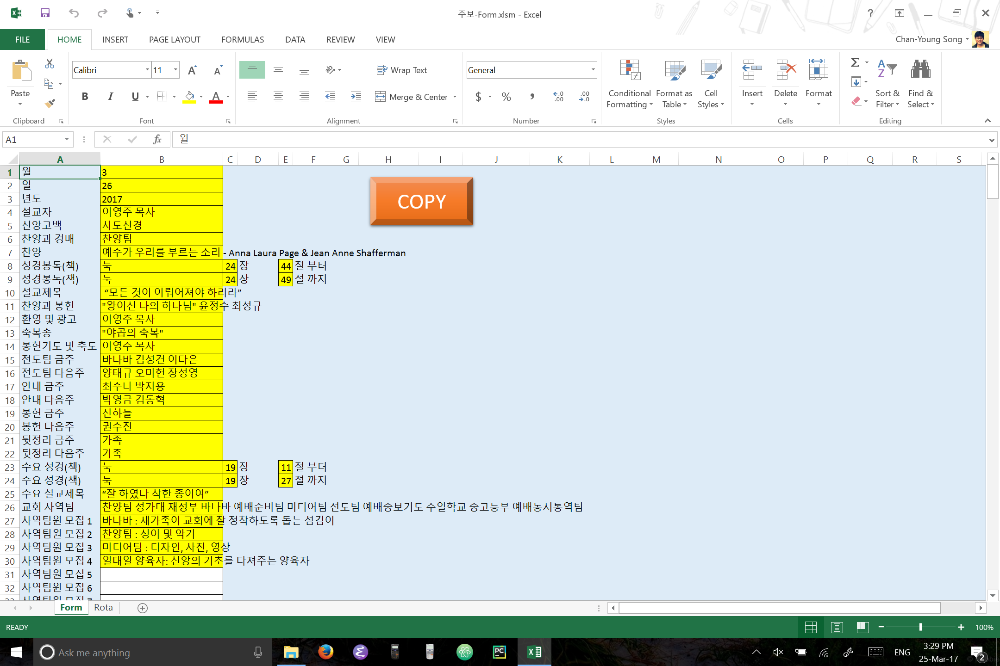 주보-Form.xlsm - Excel
?
FILE HOME INSERT PAGE LAYOUT FORMULAS DATA REVIEW VIEW
Chan-Young Song
Calibri 11 Wrap Text General
Paste
B I U A Merge & Center $ %
Conditional Formatting Format as Table Cell Styles
Insert Delete Format
Sort & Filter Find & Select
Clipboard Font Alignment Number Styles Cells Editing
A1 fx 월
A B C D E F G H I J K L M N O P Q R S
1 월 3
COPY
2 일 26
3 년도 2017
4 설교자 이영주 목사
5 신앙고백 사도신경
6 찬양과 경배 찬양팀
7 찬양 예수가 우리를 부르는 소리 - Anna Laura Page & Jean Anne Shafferman
8 성경봉독(책) 눅 24 장 44 절 부터
9 성경봉독(책) 눅 24 장 49 절 까지
10 설교제목 “모든 것이 이뤄어져야 하리라”
11 찬양과 봉헌 "왕이신 나의 하나님" 윤정수 최성규
12 환영 및 광고 이영주 목사
13 축복송 "야곱의 축복"
14 봉헌기도 및 축도 이영주 목사
15 전도팀 금주 바나바 김성건 이다은
16 전도팀 다음주 양태규 오미현 장성영
17 안내 금주 최수나 박지용
18 안내 다음주 박영금 김동혁
19 봉헌 금주 신하늘
20 봉헌 다음주 권수진
21 뒷정리 금주 가족
22 뒷정리 다음주 가족
23 수요 성경(책) 눅 19 장 11 절 부터
24 수요 성경(책) 눅 19 장 27 절 까지
25 수요 설교제목 “잘 하였다 착한 종이여”
26 교회 사역팀 찬양팀 성가대 재정부 바나바 예배준비팀 미디어팀 전도팀 예배중보기도 주일학교 중고등부 예배동시통역팀
27 사역팀원 모집 1 바나바 : 새가족이 교회에 잘 정착하도록 돕는 섬김이
28 사역팀원 모집 2 찬양팀 : 싱어 및 악기
29 사역팀원 모집 3 미디어팀 : 디자인, 사진, 영상
30 사역팀원 모집 4 일대일 양육자: 신앙의 기초를 다져주는 양육자
31 사역팀원 모집 5
32 사역팀원 모집 6
Form Rota
READY 100%
Ask me anything
ENG
3:29 PM
25-Mar-17
2